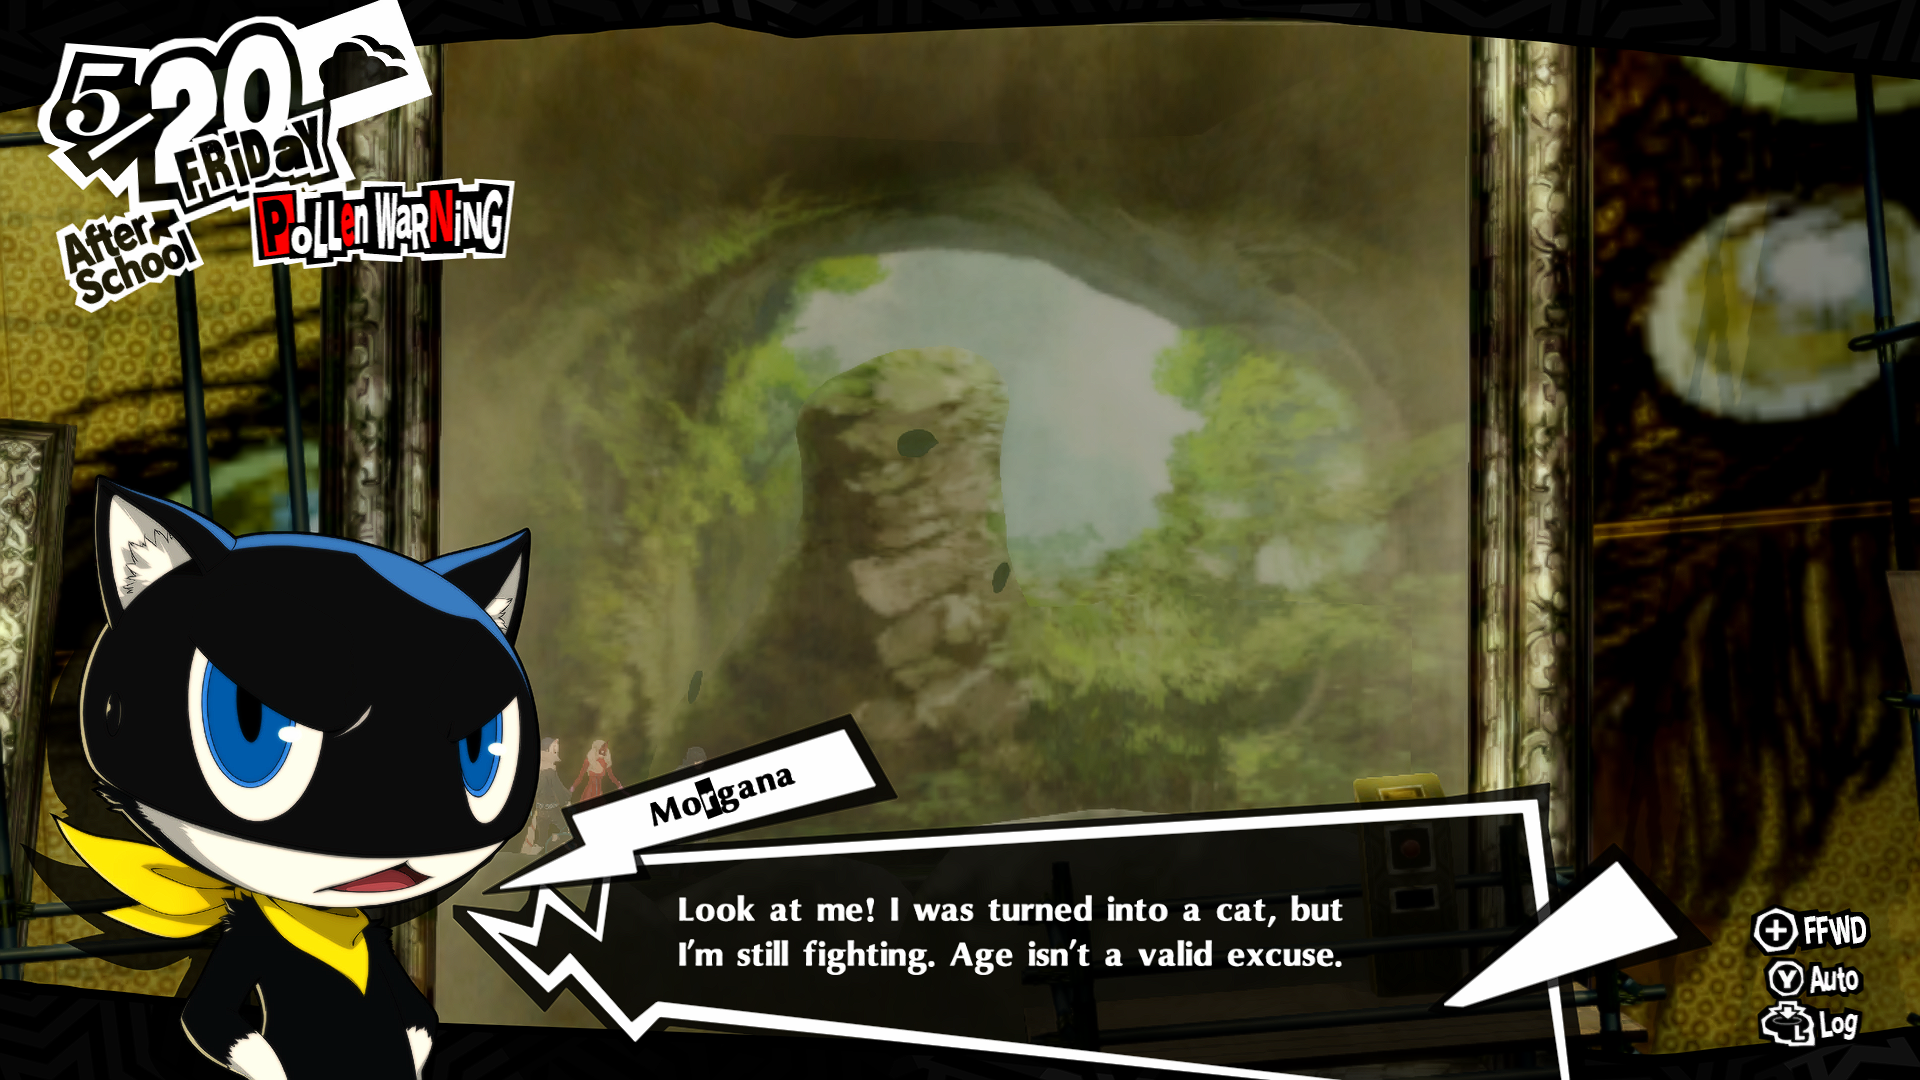 5/20
FRiDaY
After School
POLLen WarNiNG
Morgana
Look at me! I was turned into a cat, but
I'm still fighting. Age isn't a valid excuse.
+ FFWD
Y Auto
L Log